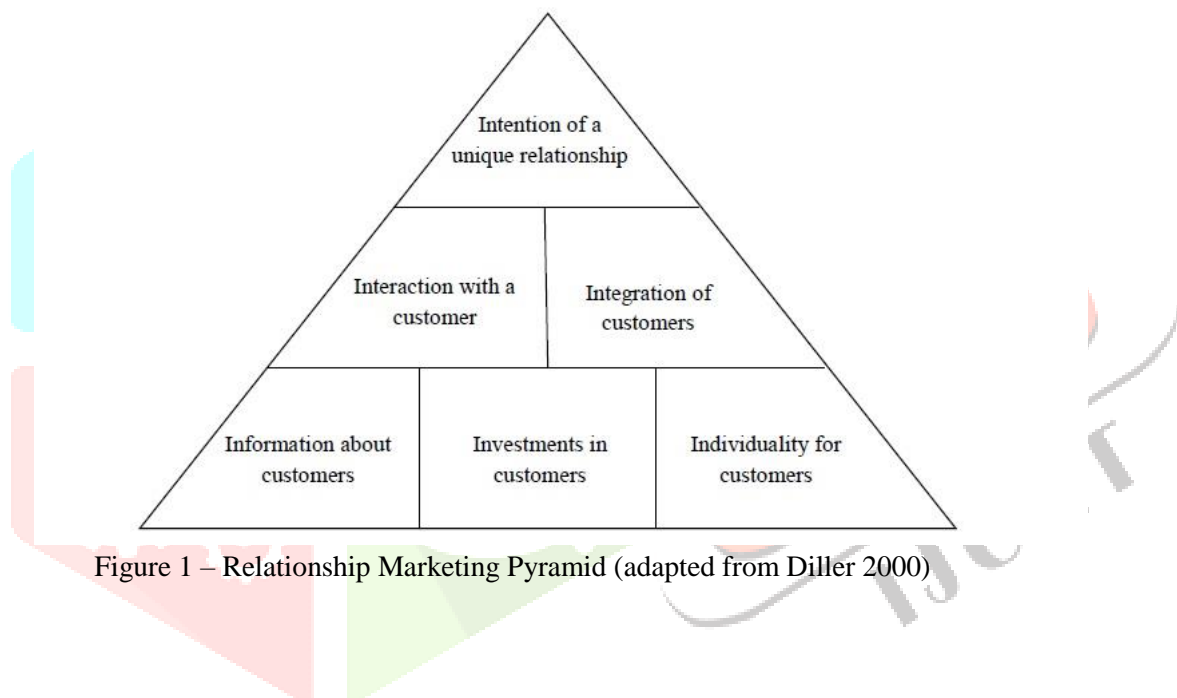 Intention of a
unique relationship
Interaction with a
customer
Integration of
customers
Information about
customers
Investments in
customers
Individuality for
customers
Figure 1 – Relationship Marketing Pyramid (adapted from Diller 2000)